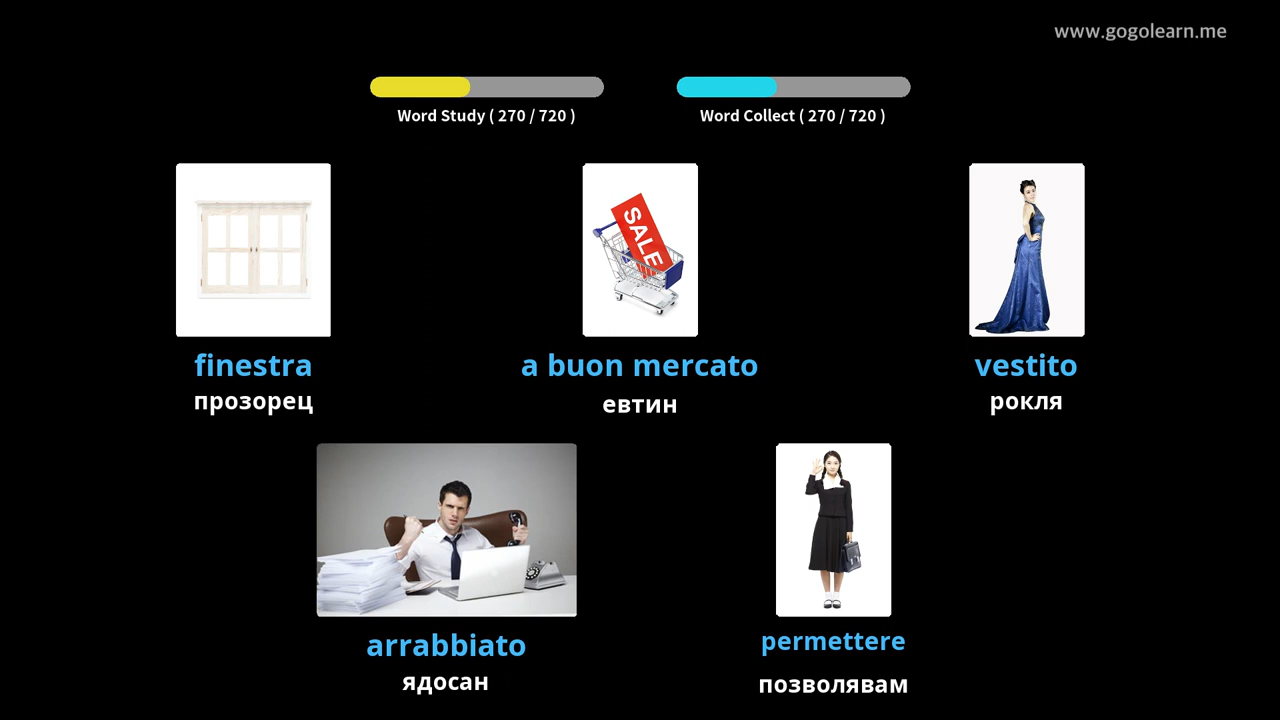 www.gogolearn.me
Word Study ( 270 / 720 )
Word Collect ( 270 / 720 )
SALE
finestra
прозорец
a buon mercato
евтин
vestito
рокля
arrabbiato
ядосан
permettere
позволявам